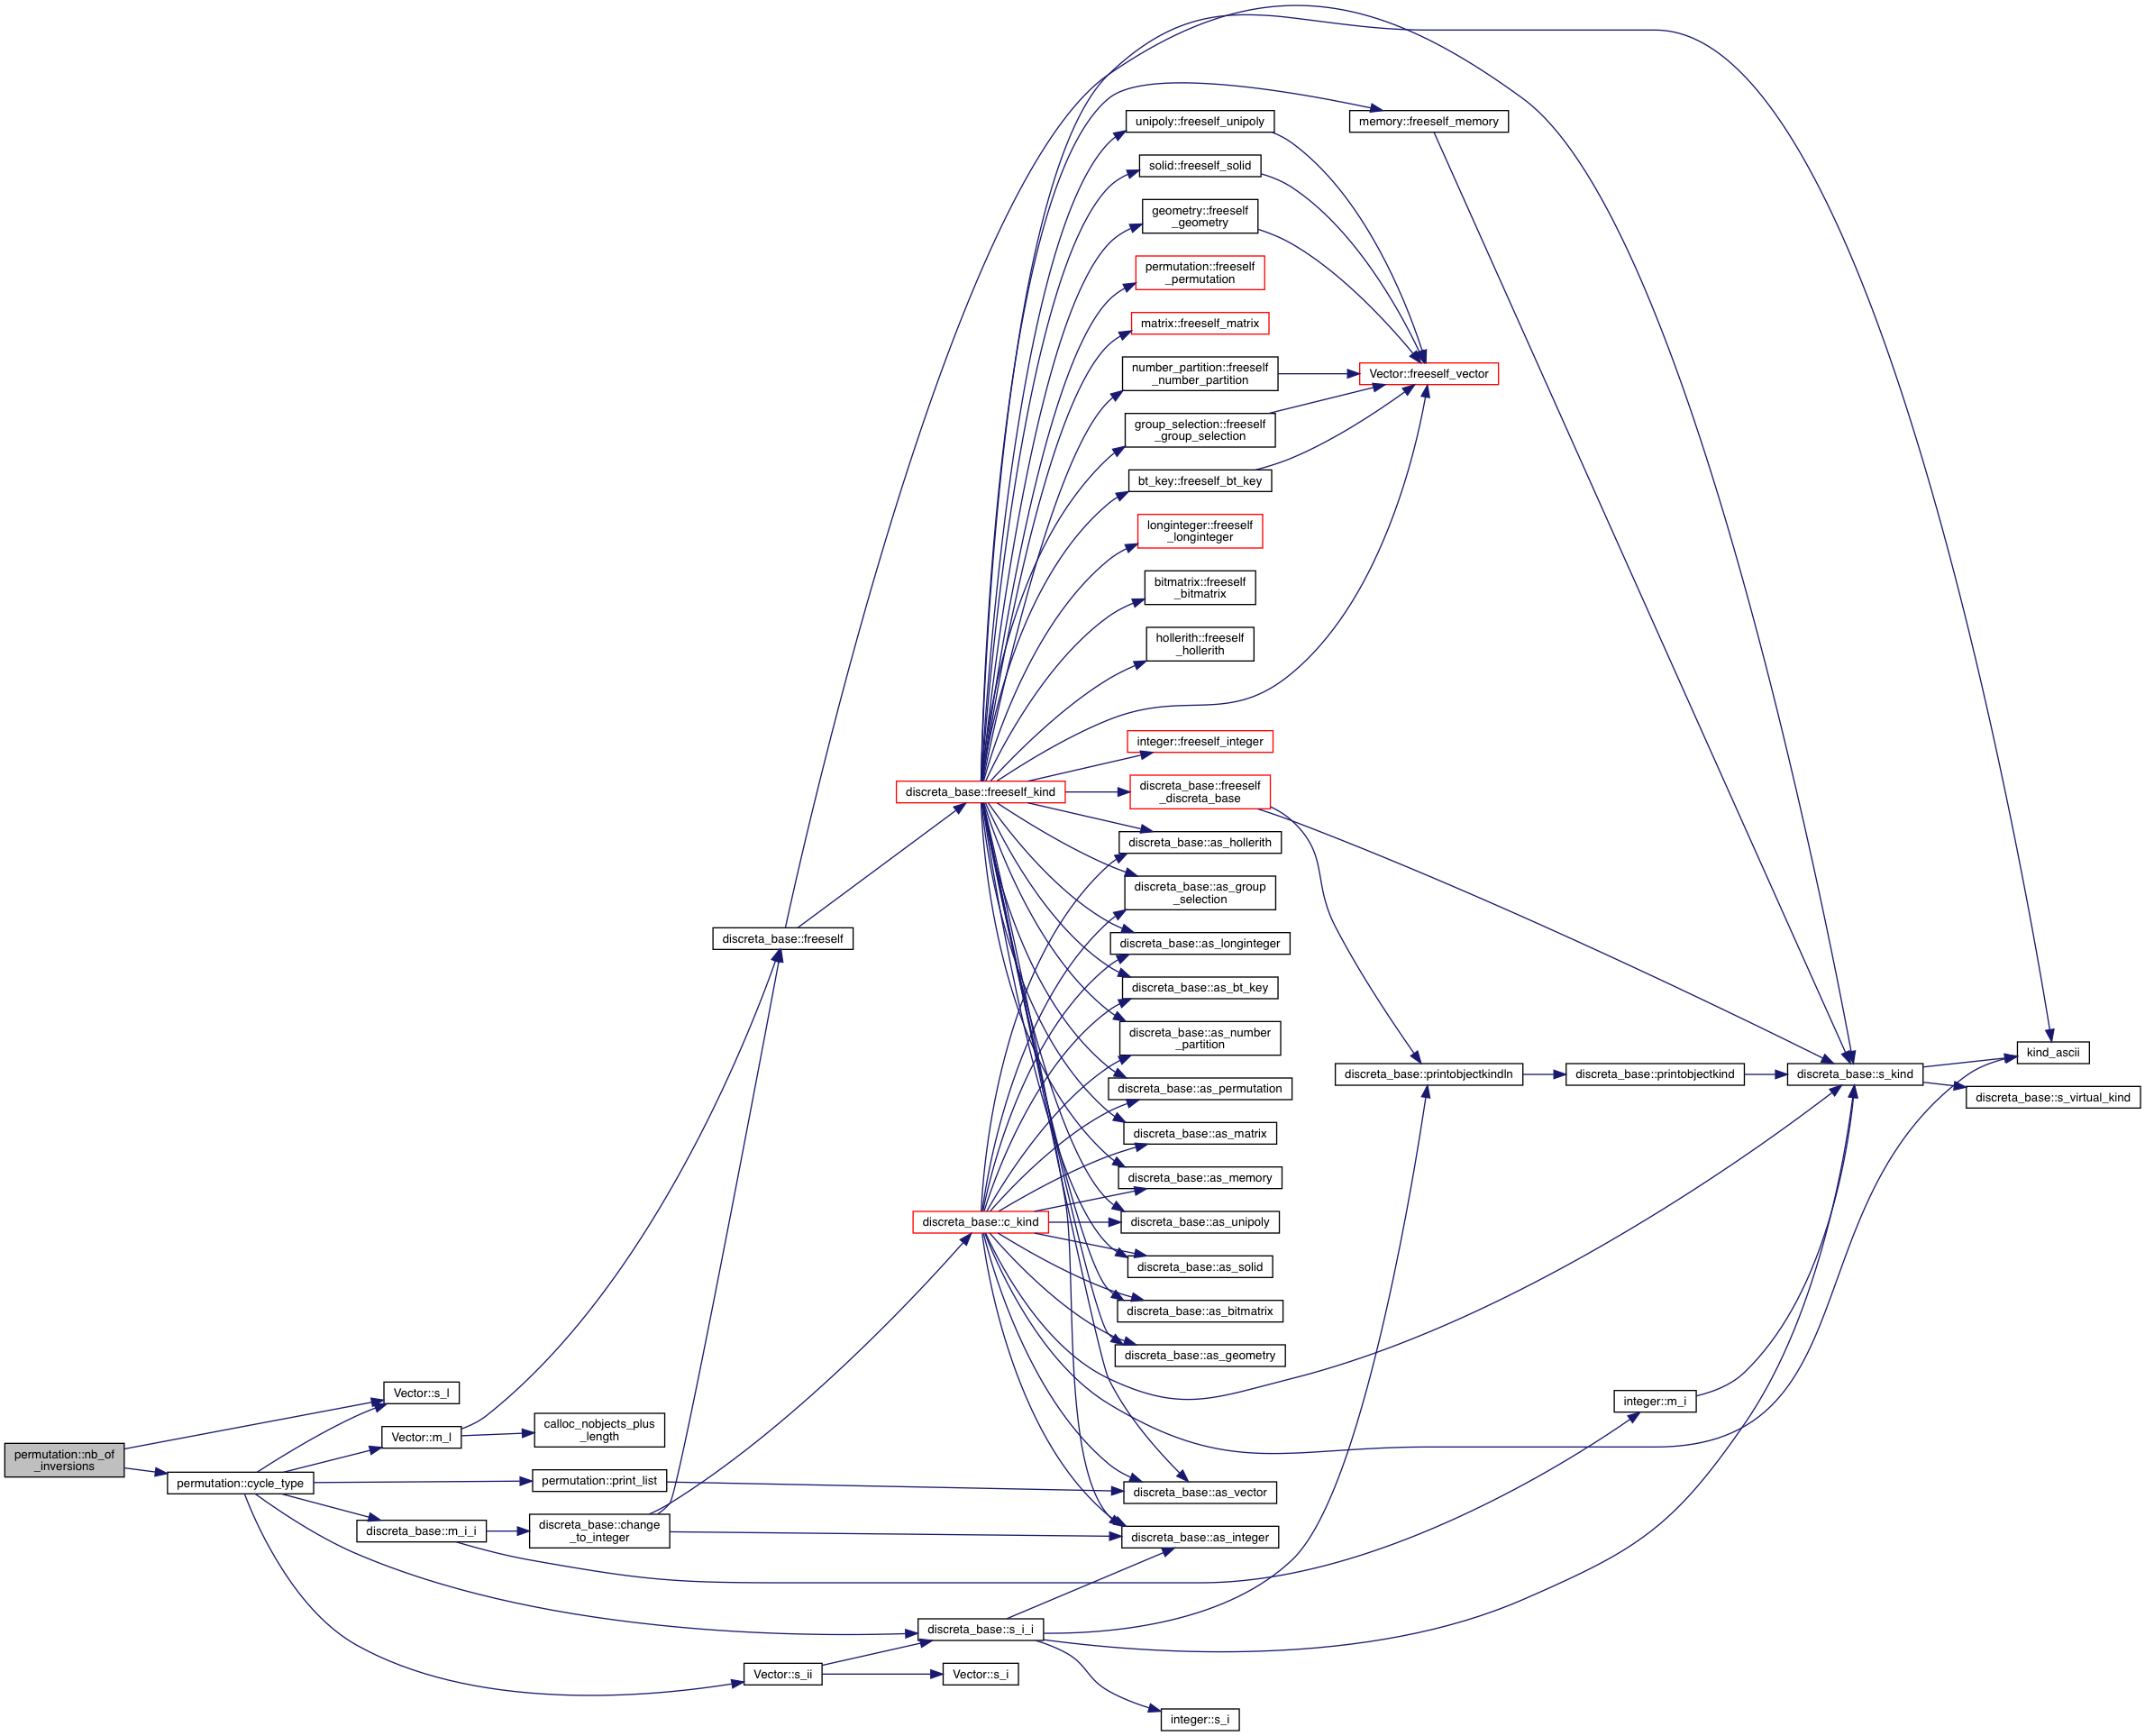 unipoly::freeself_unipoly
memory::freeself_memory
solid::freeself_solid
geometry::freeself
_geometry
permutation::freeself
_permutation
matrix::freeself_matrix
number_partition::freeself
_number_partition
Vector::freeself_vector
group_selection::freeself
_group_selection
bt_key::freeself_bt_key
longinteger::freeself
_longinteger
bitmatrix::freeself
_bitmatrix
hollerith::freeself
_hollerith
integer::freeself_integer
discreta_base::freeself_kind
discreta_base::freeself
_discreta_base
discreta_base::as_hollerith
discreta_base::as_group
_selection
discreta_base::freeself
discreta_base::as_longinteger
discreta_base::as_bt_key
discreta_base::as_number
_partition
kind_ascii
discreta_base::printobjectkindln
discreta_base::printobjectkind
discreta_base::s_kind
discreta_base::as_permutation
discreta_base::s_virtual_kind
discreta_base::as_matrix
discreta_base::as_memory
discreta_base::c_kind
discreta_base::as_unipoly
discreta_base::as_solid
discreta_base::as_bitmatrix
discreta_base::as_geometry
Vector::s_l
integer::m_i
Vector::m_l
calloc_nobjects_plus
_length
permutation::nb_of
_inversions
permutation::cycle_type
permutation::print_list
discreta_base::as_vector
discreta_base::m_i_i
discreta_base::change
_to_integer
discreta_base::as_integer
discreta_base::s_i_i
Vector::s_ii
Vector::s_i
integer::s_i